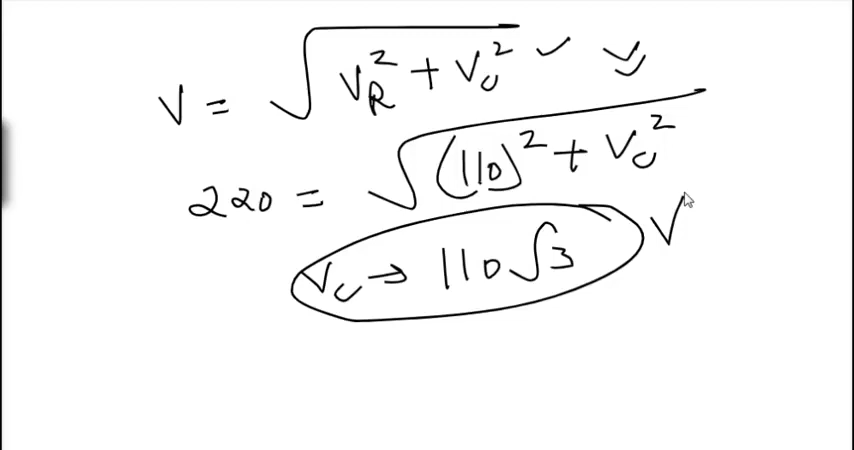 V = √(V_R² + V_C²)
220 = √((110)² + V_C²)
V_C → 110√3 V